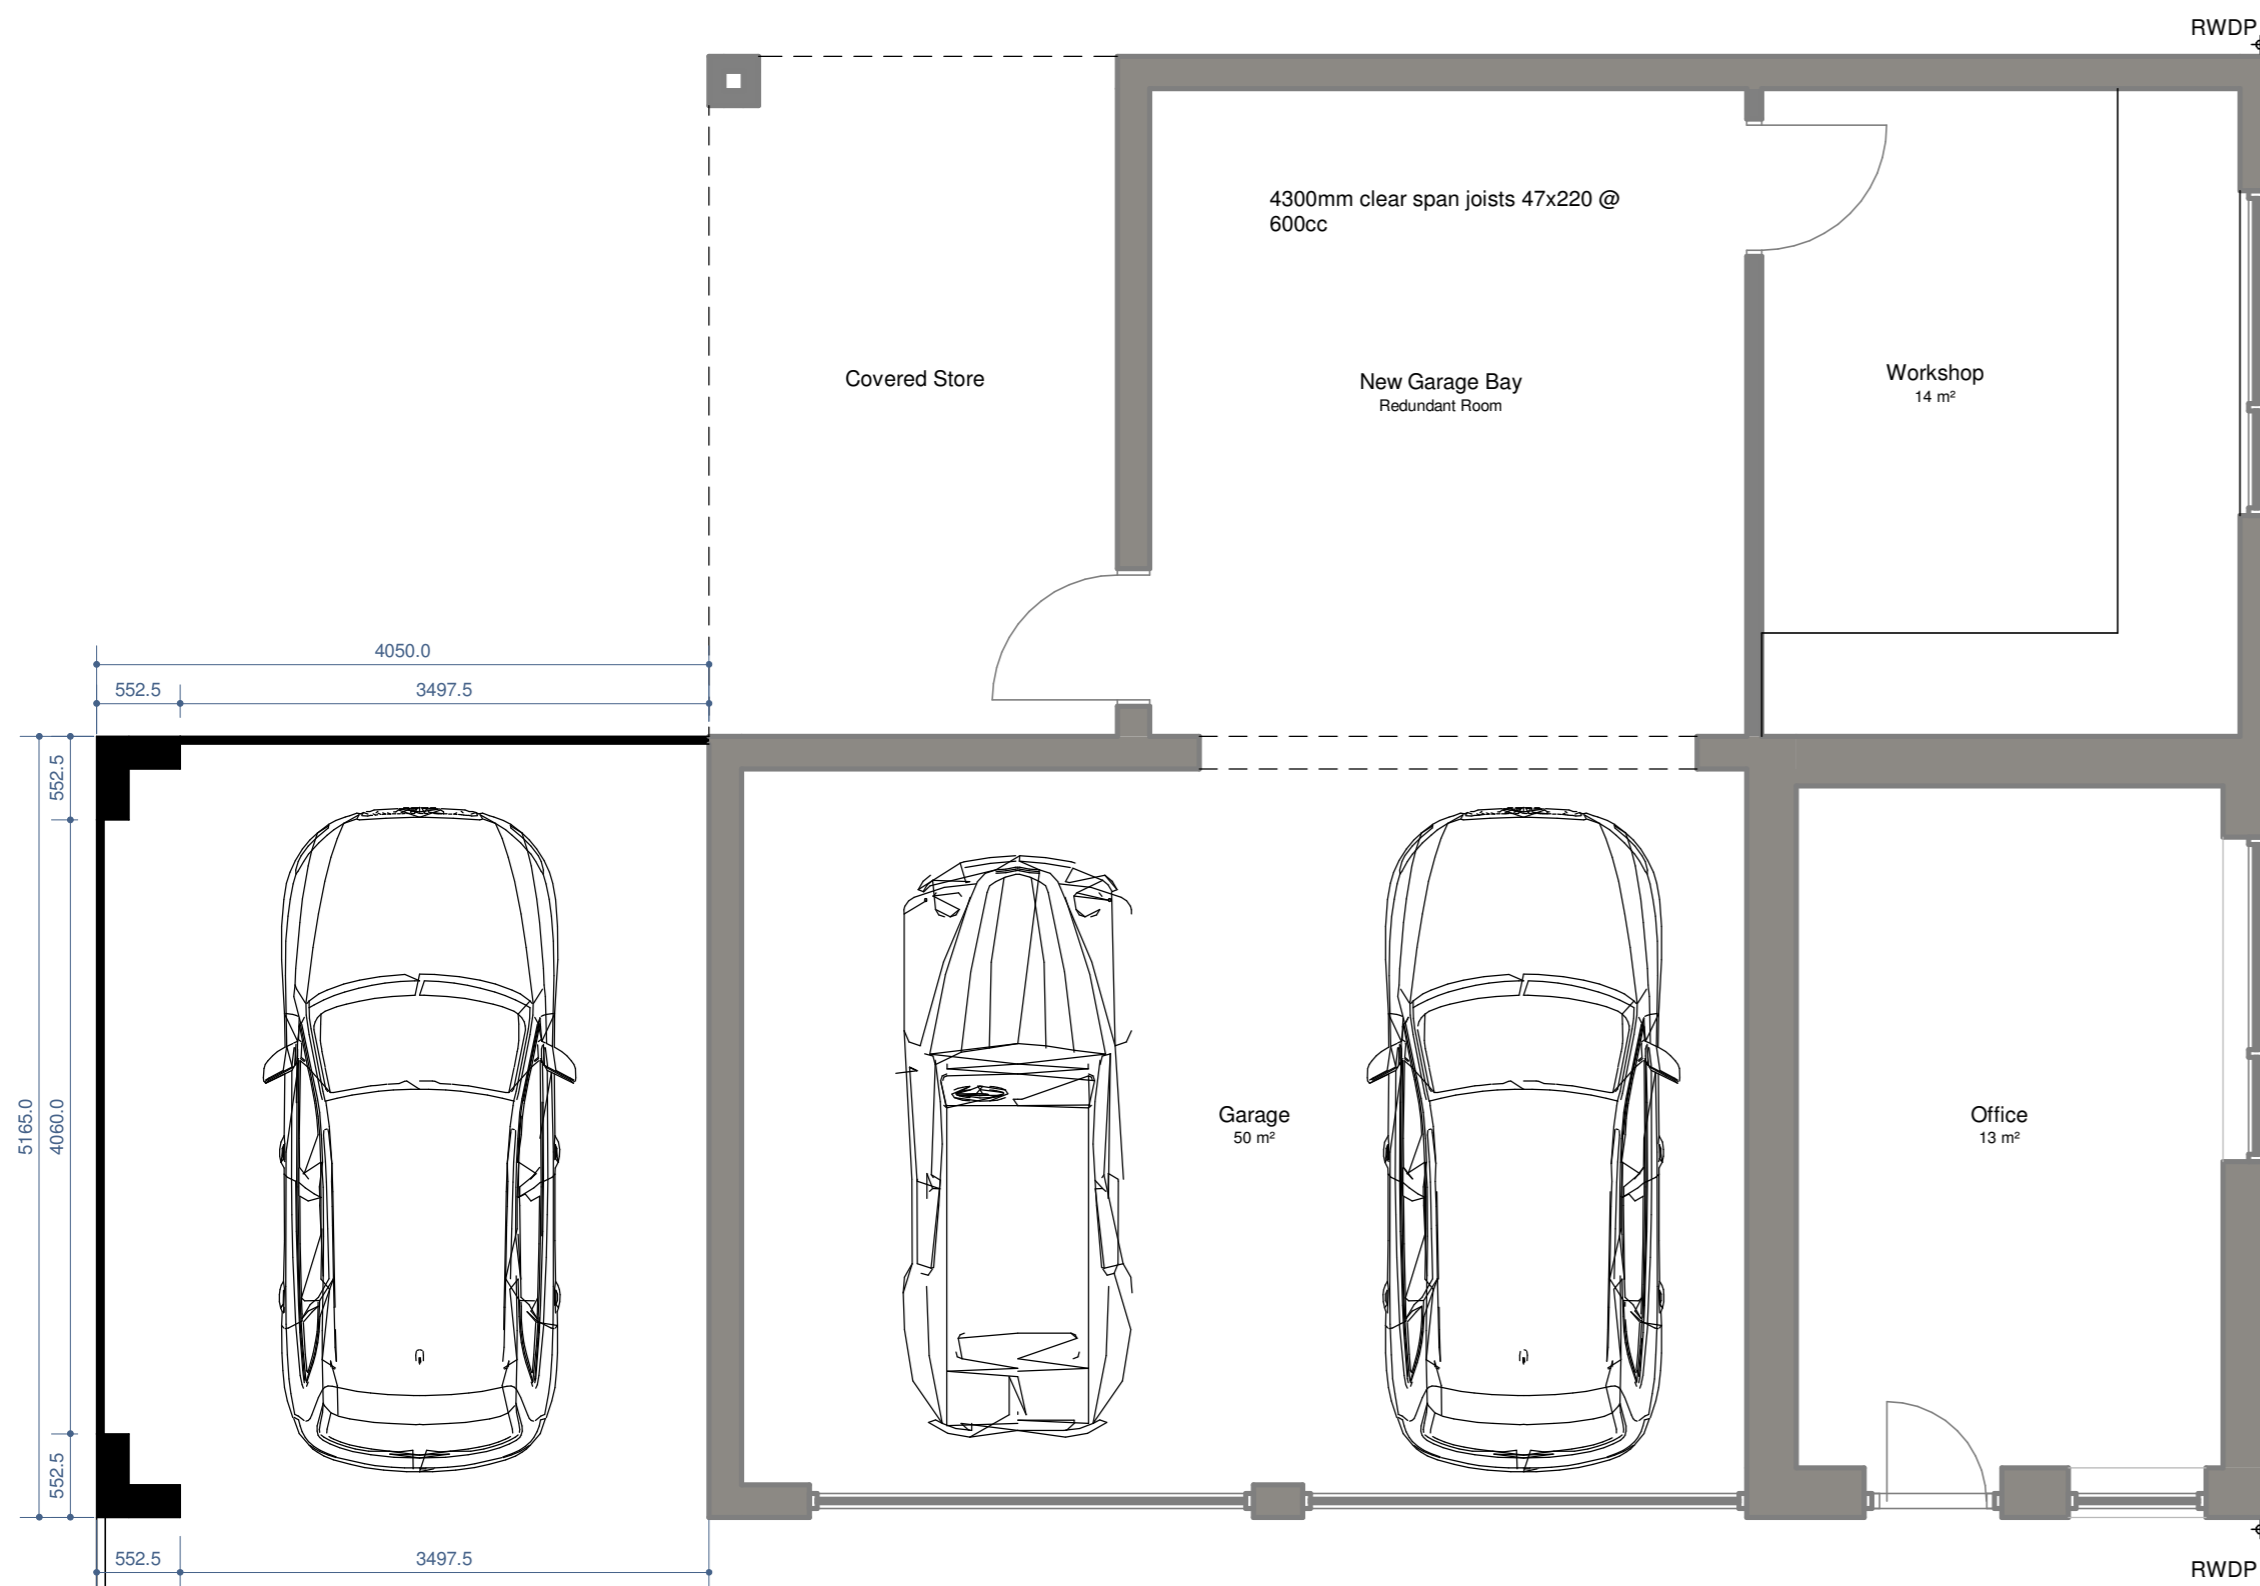 RWDP
4300mm clear span joists 47x220 @
600cc
Covered Store
New Garage Bay
Redundant Room
Workshop
14 m²
4050.0
552.5
3497.5
552.5
5165.0
4060.0
552.5
Garage
50 m²
Office
13 m²
552.5
3497.5
RWDP